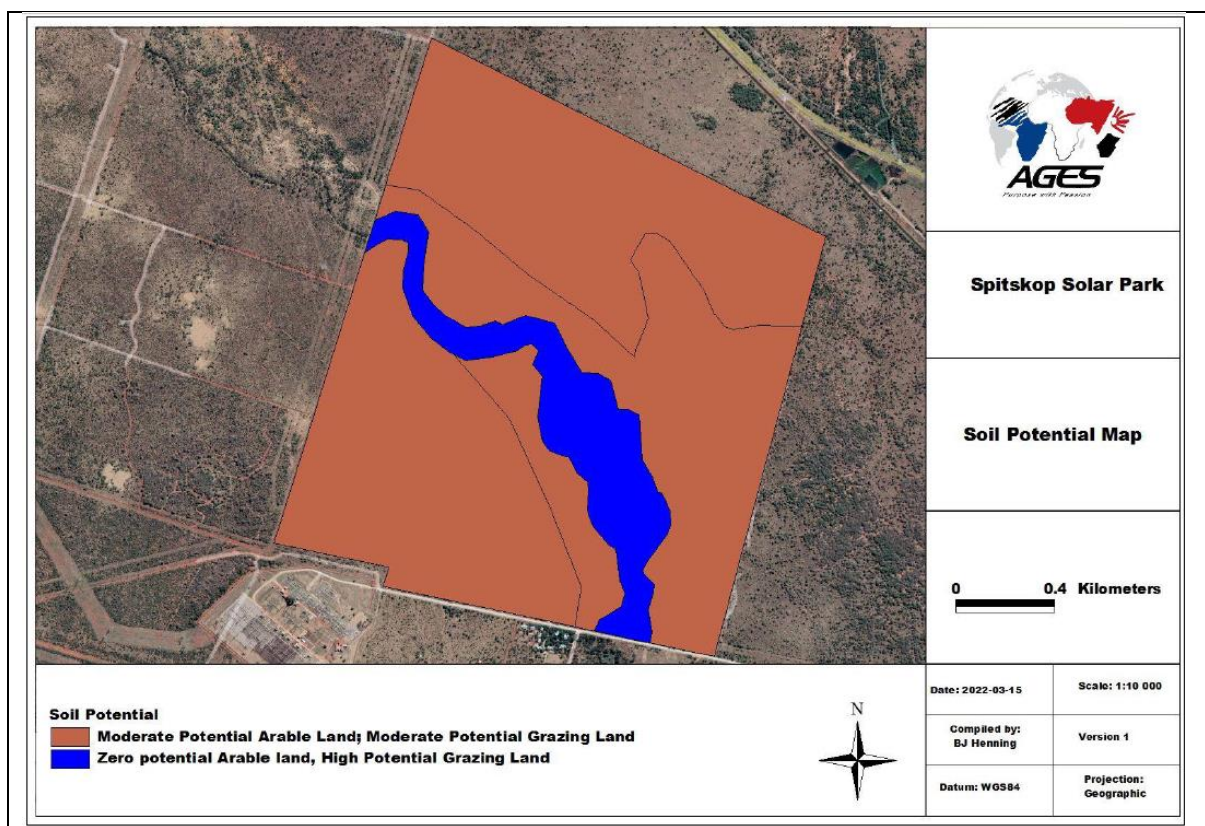 AGES
Purpose with Passion
Spitskop Solar Park
Soil Potential Map
0 0.4 Kilometers
Soil Potential
Moderate Potential Arable Land; Moderate Potential Grazing Land
Zero potential Arable land, High Potential Grazing Land
N
Date: 2022-03-15
Scale: 1:10 000
Compiled by:
BJ Henning
Version 1
Datum: WGS84
Projection:
Geographic